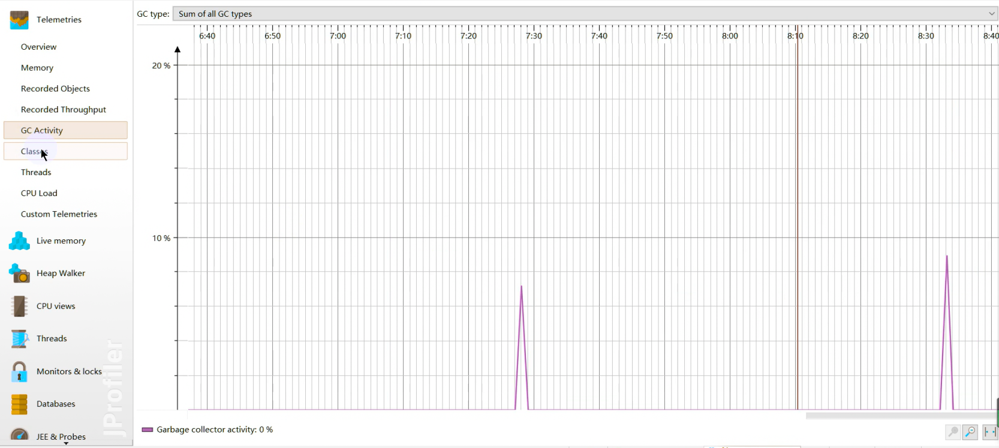 Telemetries
Overview
Memory
Recorded Objects
Recorded Throughput
GC Activity
Classes
Threads
CPU Load
Custom Telemetries
Live memory
Heap Walker
CPU views
Threads
Monitors & locks
Databases
JEE & Probes
JProfiler
GC type: Sum of all GC types
6:40 6:50 7:00 7:10 7:20 7:30 7:40 7:50 8:00 8:10 8:20 8:30 8:40
20 %
10 %
Garbage collector activity: 0 %